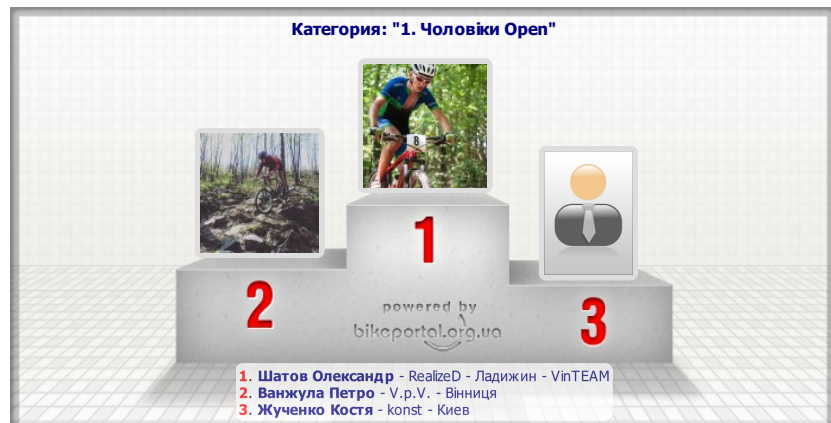 Категория: "1. Чоловіки Open"
8
1
2
3
powered by
bikeportal.org.ua
1. Шатов Олександр - RealizeD - Ладижин - VinTEAM
2. Ванжула Петро - V.p.V. - Вінниця
3. Жученко Костя - konst - Киев